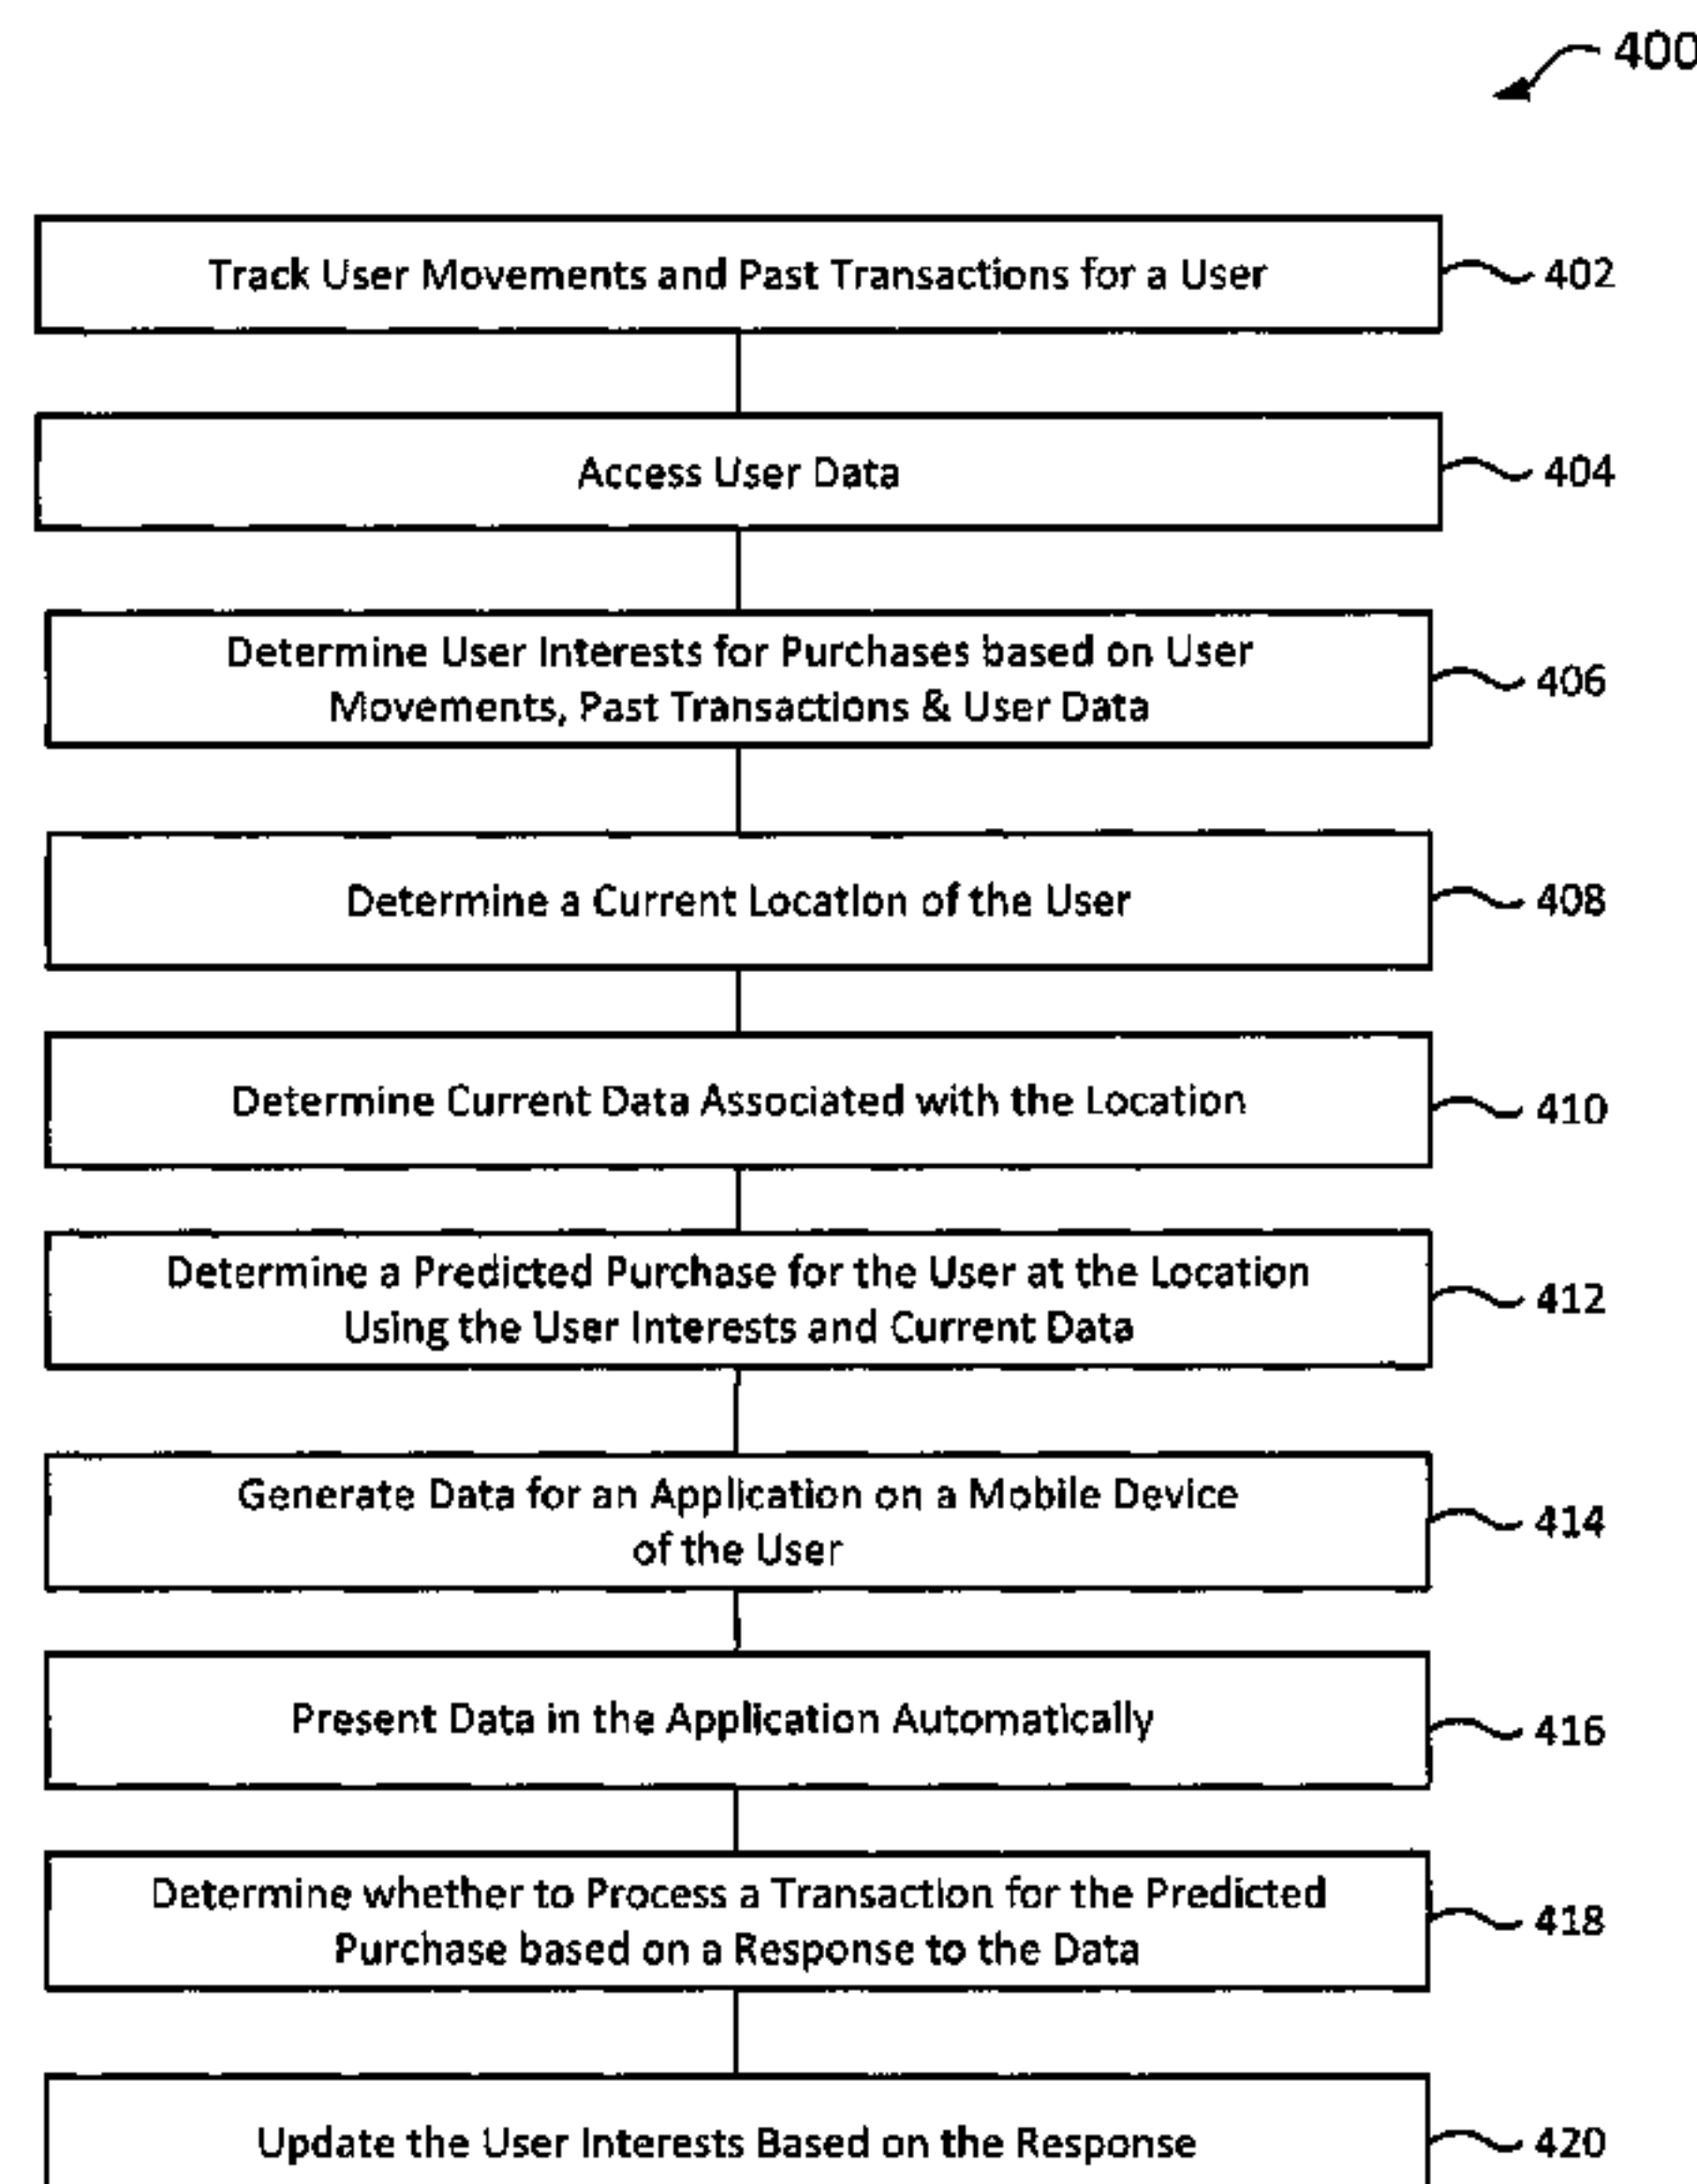 400
Track User Movements and Past Transactions for a User
402
Access User Data
404
Determine User Interests for Purchases based on User
Movements, Past Transactions & User Data
406
Determine a Current Location of the User
408
Determine Current Data Associated with the Location
410
Determine a Predicted Purchase for the User at the Location
Using the User Interests and Current Data
412
Generate Data for an Application on a Mobile Device
of the User
414
Present Data in the Application Automatically
416
Determine whether to Process a Transaction for the Predicted
Purchase based on a Response to the Data
418
Update the User Interests Based on the Response
420